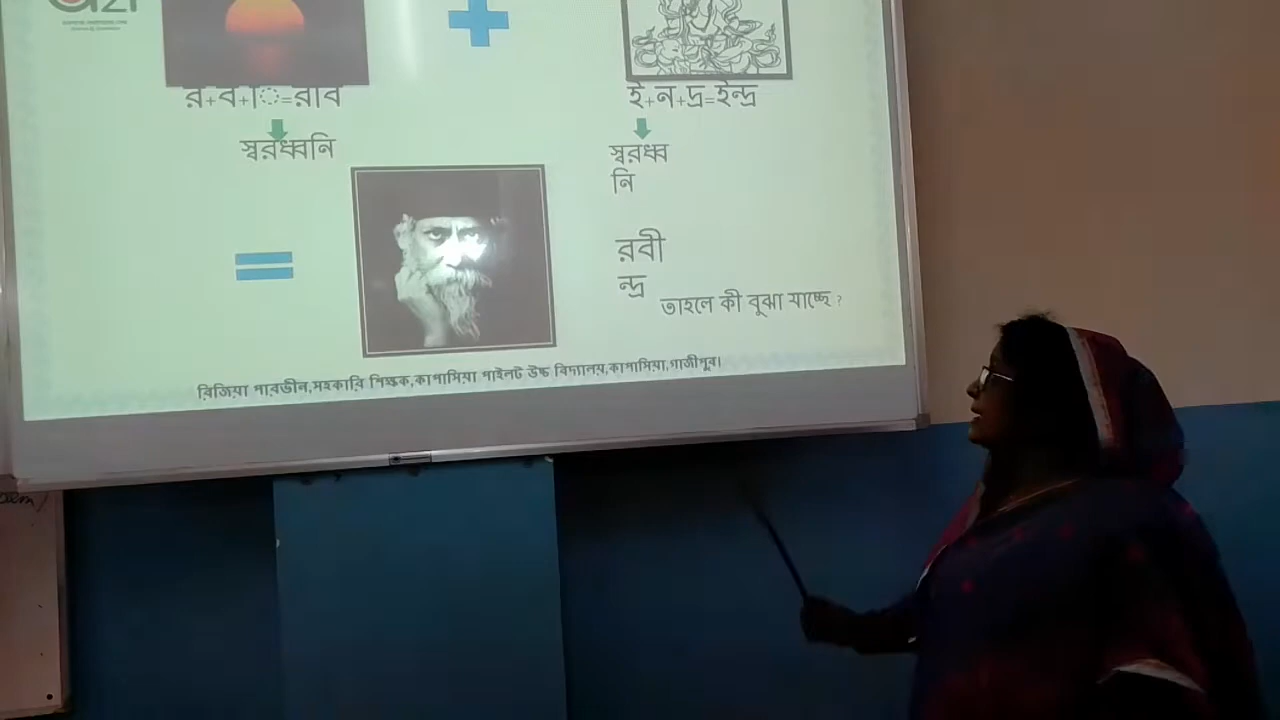 র+ব+ি=রবি
ই+ন+দ্র=ইন্দ্র
স্বরধ্বনি
স্বরধ্ব
নি
রবী
ন্দ্র
তাহলে কী বুঝা যাচ্ছে ?
রিজিয়া পারভীন,সহকারি শিক্ষক,কাপাসিয়া পাইলট উচ্চ বিদ্যালয়,কাপাসিয়া,গাজীপুর।